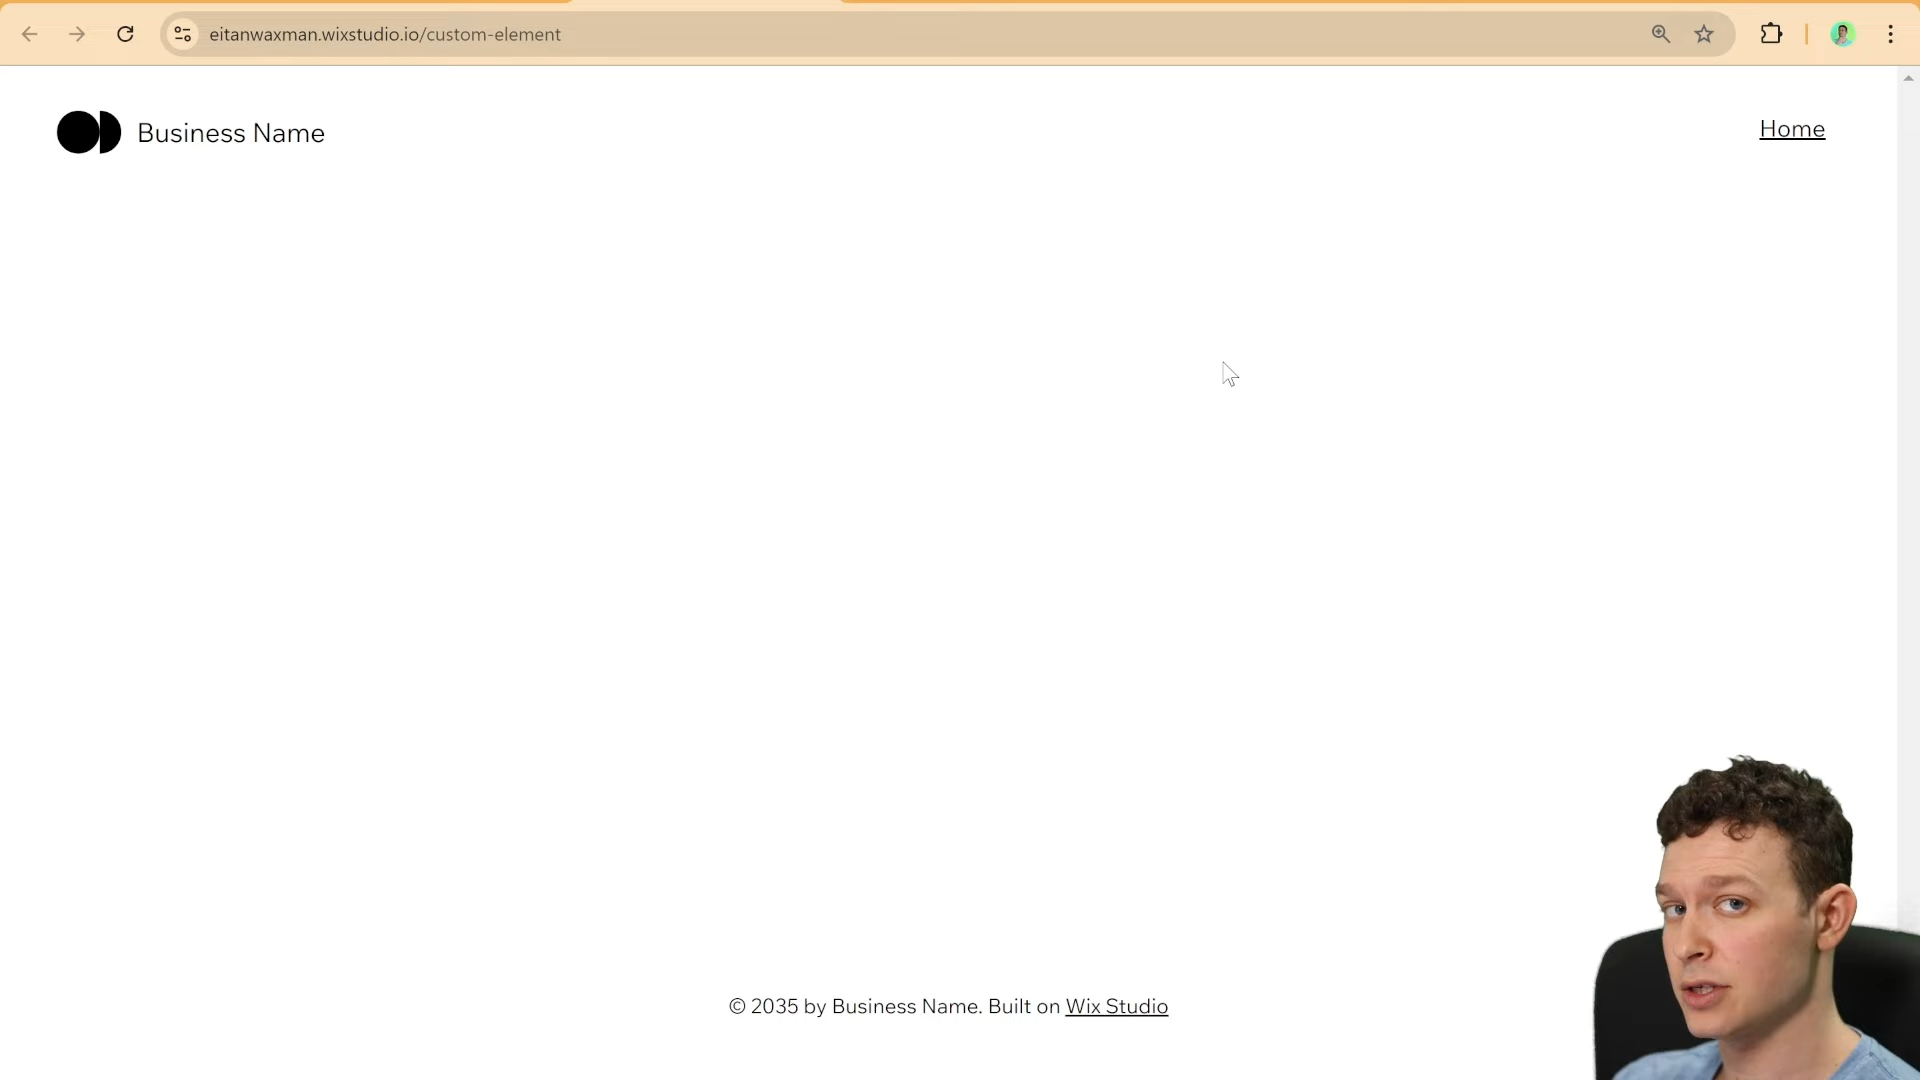 eitanwaxman.wixstudio.io/custom-element
Business Name
Home
© 2035 by Business Name. Built on Wix Studio